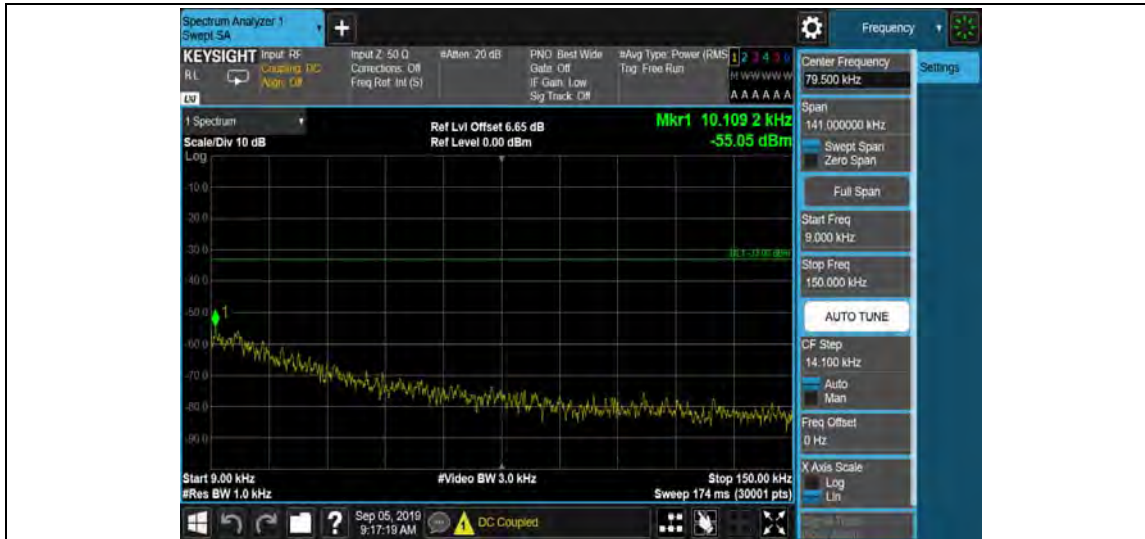 Spectrum Analyzer 1
Swept SA
Frequency
KEYSIGHT
RL
Input: RF
Coupling: DC
Align: Off
Input Z: 50 Ω
Corrections: Off
Freq Ref: Int (S)
#Atten: 20 dB
PNO: Best Wide
Gate: Off
IF Gain: Low
Sig Track: Off
#Avg Type: Power (RMS
Trig: Free Run
1 2 3 4 5 6
M W W W W W
A A A A A A
1 Spectrum
Scale/Div 10 dB
Ref Lvl Offset 6.65 dB
Ref Level 0.00 dBm
Mkr1 10.109 2 kHz
-55.05 dBm
Log
-10.0
-20.0
-30.0
-40.0
-50.0
-60.0
-70.0
-80.0
-90.0
1
Start 9.00 kHz
#Res BW 1.0 kHz
#Video BW 3.0 kHz
Stop 150.00 kHz
Sweep 174 ms (30001 pts)
Sep 05, 2019
9:17:19 AM
DC Coupled
Center Frequency
79.500 kHz
Settings
Span
141.000000 kHz
Swept Span
Zero Span
Full Span
Start Freq
9.000 kHz
Stop Freq
150.000 kHz
AUTO TUNE
CF Step
14.100 kHz
Auto
Man
Freq Offset
0 Hz
X Axis Scale
Log
Lin